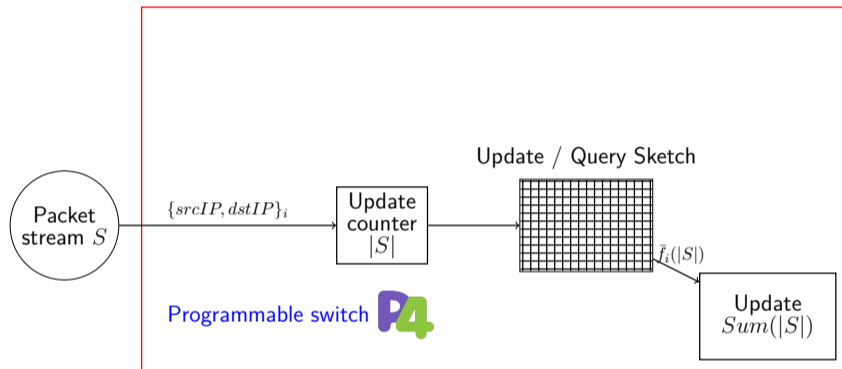 Update / Query Sketch
Packet
stream S
{srcIP, dstIP}i
Update
counter
|S|
f̄i(|S|)
Update
Sum(|S|)
Programmable switch P4